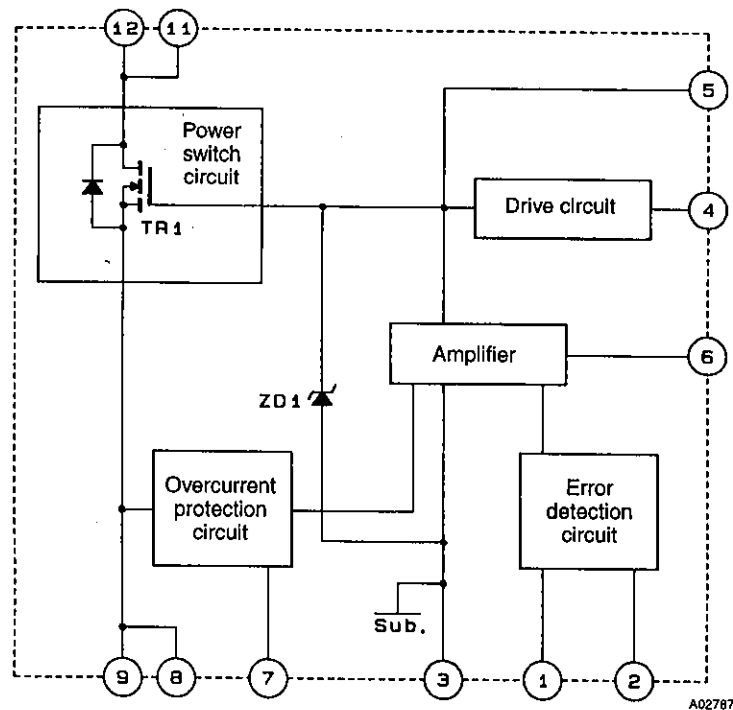 12 11
Power
switch
circuit
5
TR1
Drive circuit
4
Amplifier
6
ZD1
Overcurrent
protection
circuit
Error
detection
circuit
Sub.
9 8 7 3 1 2
A02787